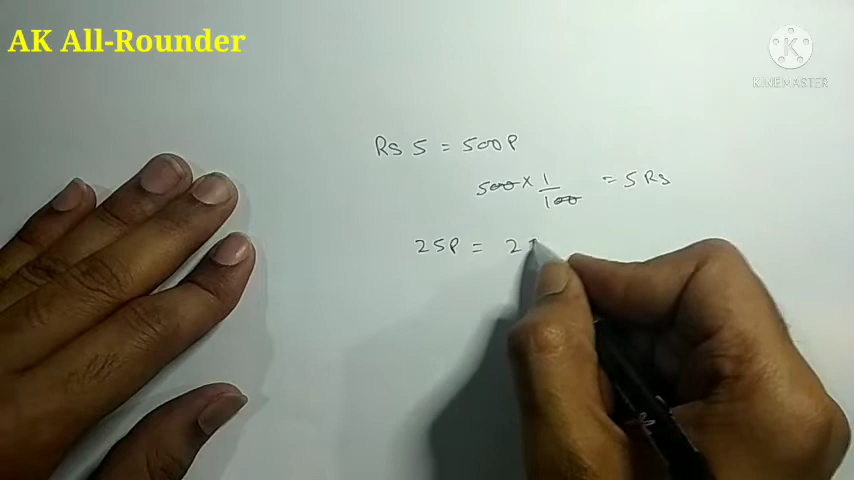 AK All-Rounder
K
KINEMASTER
Rs 5 = 500P
500 × 1/100 = 5 Rs
25P = 2